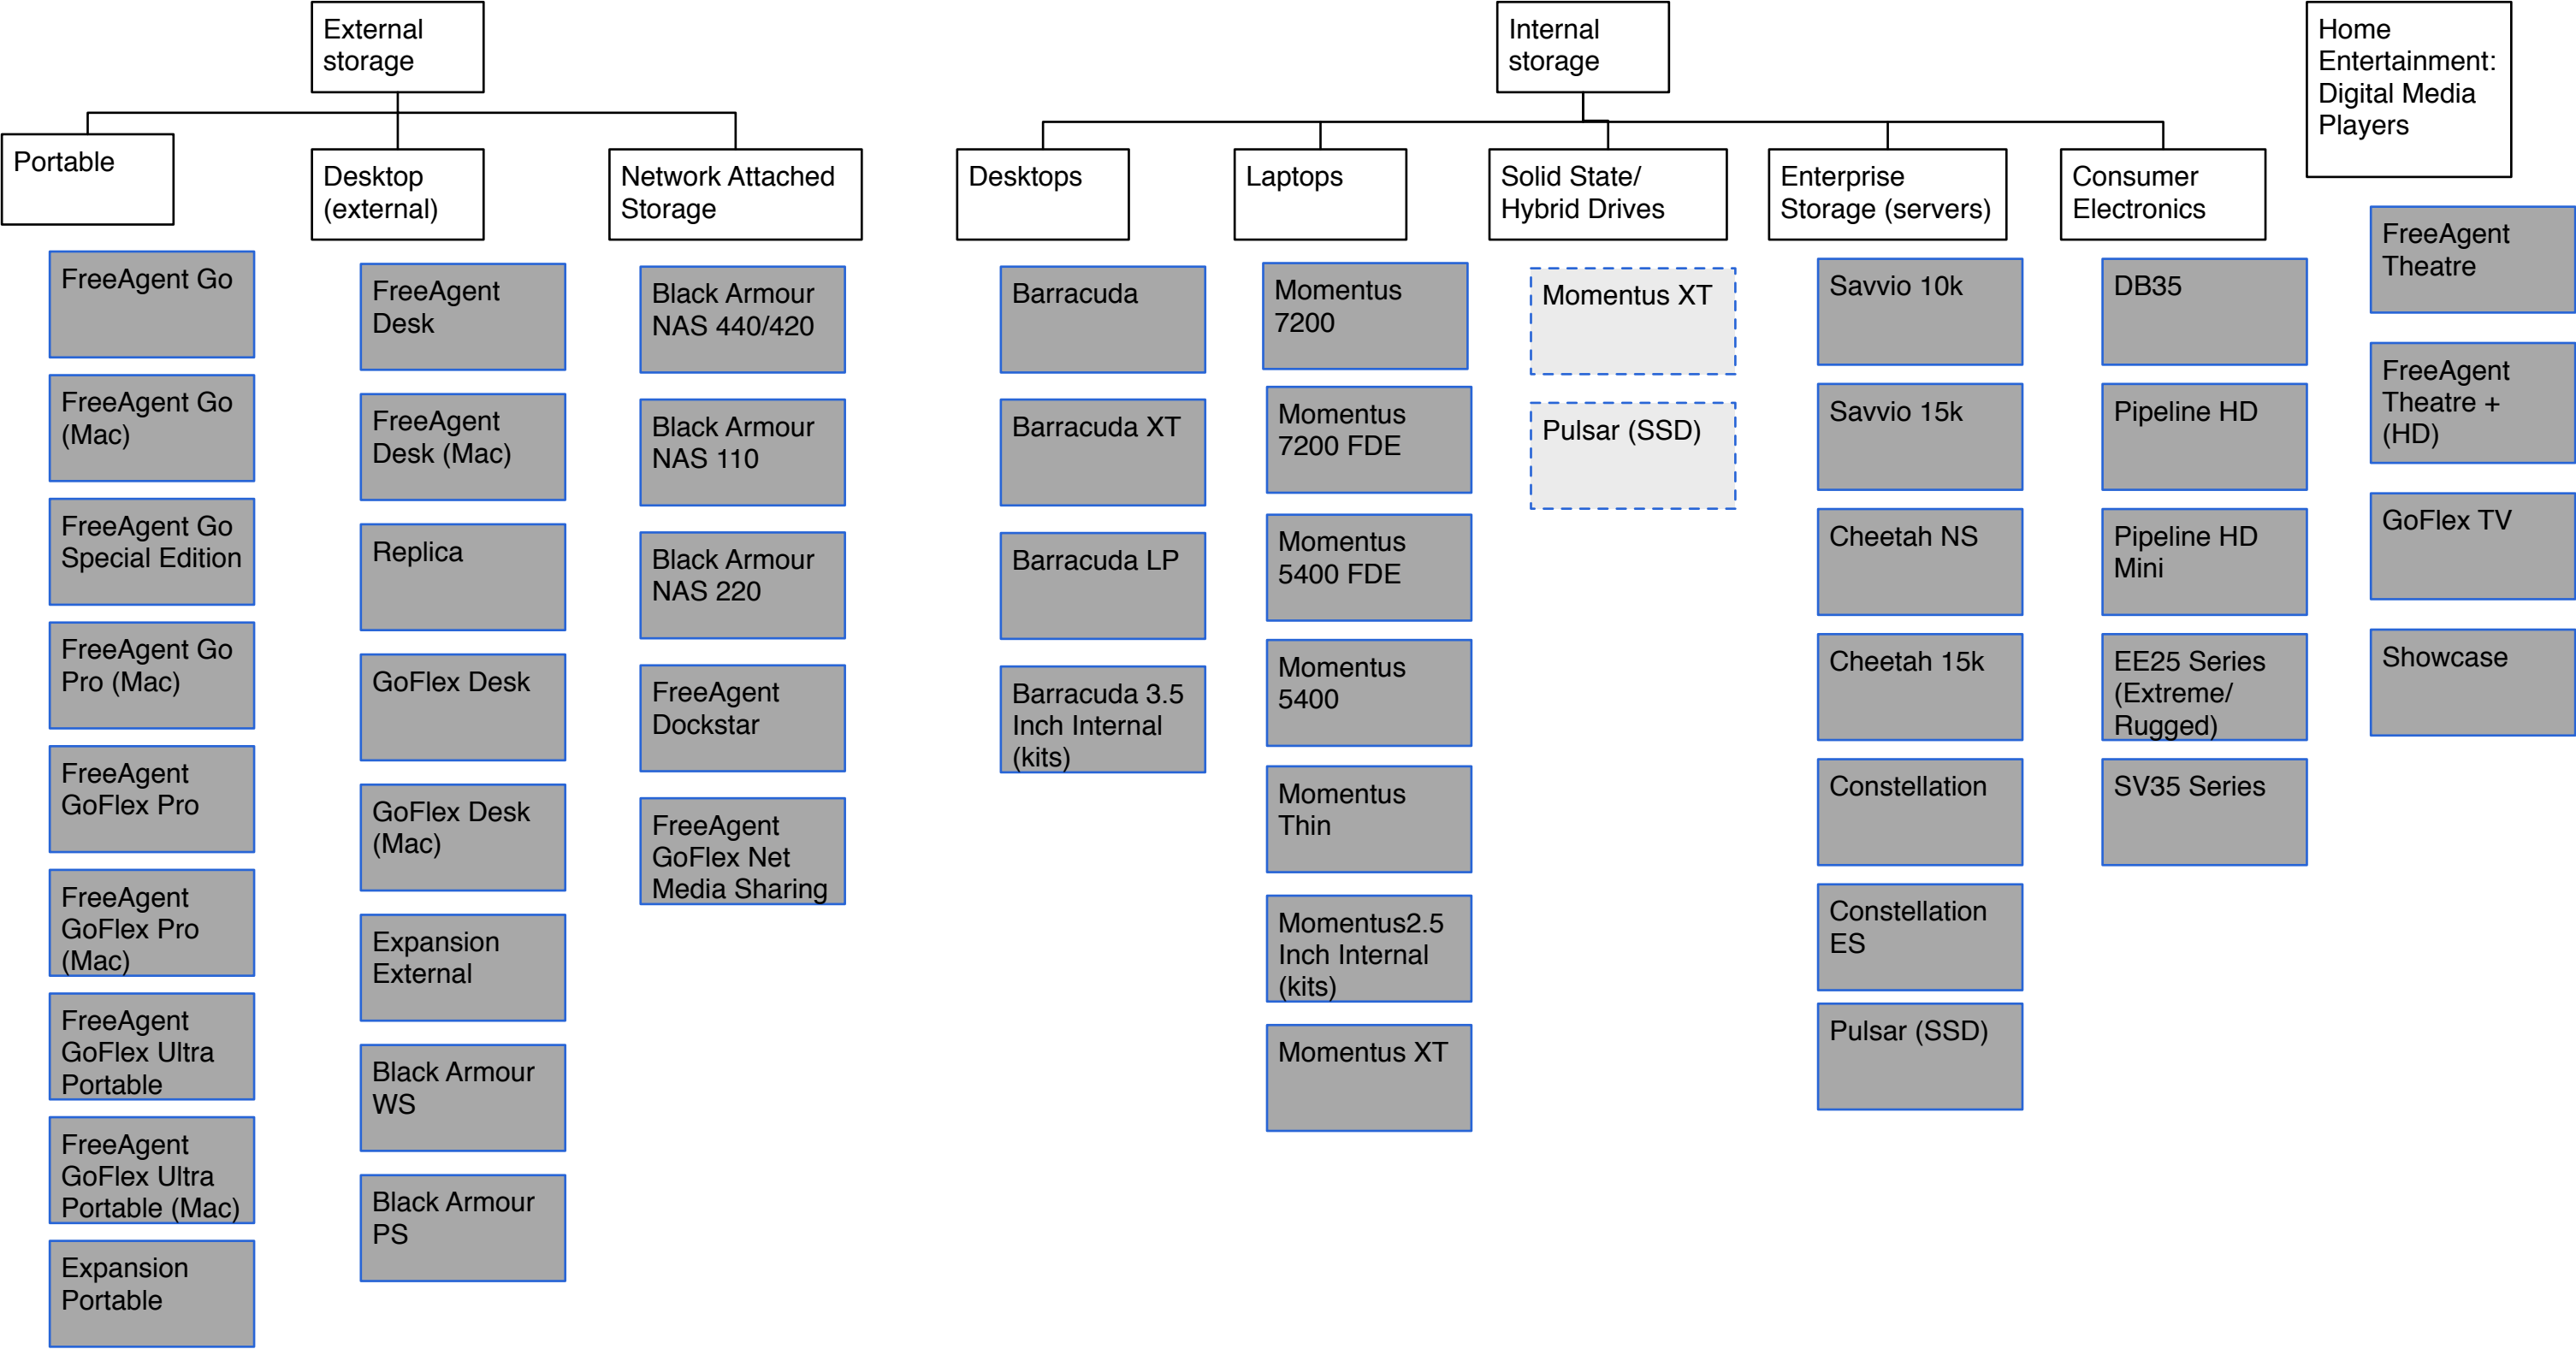 External
storage
Portable
FreeAgent Go
FreeAgent Go
(Mac)
FreeAgent Go
Special Edition
FreeAgent Go
Pro (Mac)
FreeAgent
GoFlex Pro
FreeAgent
GoFlex Pro
(Mac)
FreeAgent
GoFlex Ultra
Portable
FreeAgent
GoFlex Ultra
Portable (Mac)
Expansion
Portable
Desktop
(external)
FreeAgent
Desk
FreeAgent
Desk (Mac)
Replica
GoFlex Desk
GoFlex Desk
(Mac)
Expansion
External
Black Armour
WS
Black Armour
PS
Network Attached
Storage
Black Armour
NAS 440/420
Black Armour
NAS 110
Black Armour
NAS 220
FreeAgent
Dockstar
FreeAgent
GoFlex Net
Media Sharing
Internal
storage
Desktops
Barracuda
Barracuda XT
Barracuda LP
Barracuda 3.5
Inch Internal
(kits)
Laptops
Momentus
7200
Momentus
7200 FDE
Momentus
5400 FDE
Momentus
5400
Momentus
Thin
Momentus2.5
Inch Internal
(kits)
Momentus XT
Solid State/
Hybrid Drives
Momentus XT
Pulsar (SSD)
Enterprise
Storage (servers)
Savvio 10k
Savvio 15k
Cheetah NS
Cheetah 15k
Constellation
Constellation
ES
Pulsar (SSD)
Consumer
Electronics
DB35
Pipeline HD
Pipeline HD
Mini
EE25 Series
(Extreme/
Rugged)
SV35 Series
Home
Entertainment:
Digital Media
Players
FreeAgent
Theatre
FreeAgent
Theatre +
(HD)
GoFlex TV
Showcase